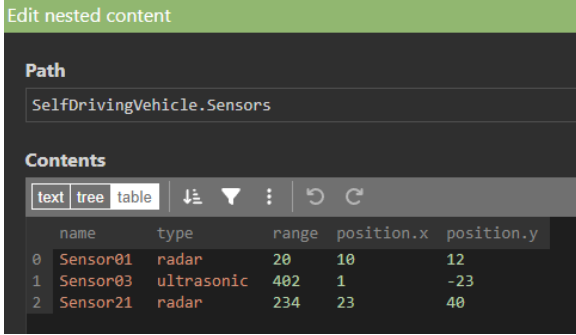 Edit nested content
Path
SelfDrivingVehicle.Sensors
Contents
text tree table
name type range position.x position.y
0 Sensor01 radar 20 10 12
1 Sensor03 ultrasonic 402 1 -23
2 Sensor21 radar 234 23 40